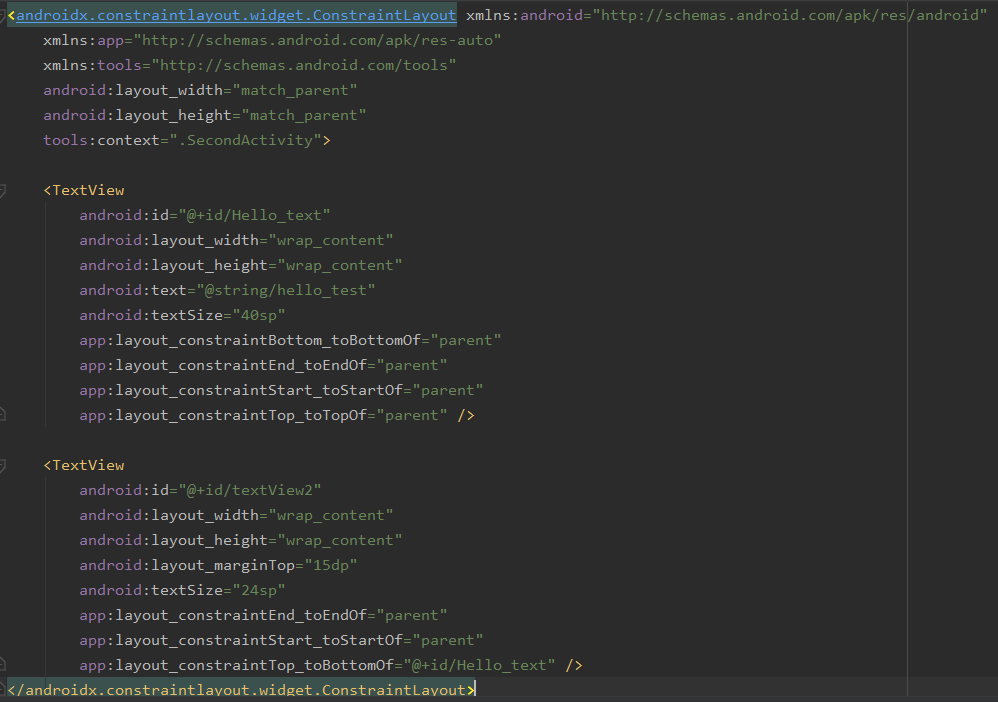 <androidx.constraintlayout.widget.ConstraintLayout xmlns:android="http://schemas.android.com/apk/res/android"
    xmlns:app="http://schemas.android.com/apk/res-auto"
    xmlns:tools="http://schemas.android.com/tools"
    android:layout_width="match_parent"
    android:layout_height="match_parent"
    tools:context=".SecondActivity">

    <TextView
        android:id="@+id/Hello_text"
        android:layout_width="wrap_content"
        android:layout_height="wrap_content"
        android:text="@string/hello_test"
        android:textSize="40sp"
        app:layout_constraintBottom_toBottomOf="parent"
        app:layout_constraintEnd_toEndOf="parent"
        app:layout_constraintStart_toStartOf="parent"
        app:layout_constraintTop_toTopOf="parent" />

    <TextView
        android:id="@+id/textView2"
        android:layout_width="wrap_content"
        android:layout_height="wrap_content"
        android:layout_marginTop="15dp"
        android:textSize="24sp"
        app:layout_constraintEnd_toEndOf="parent"
        app:layout_constraintStart_toStartOf="parent"
        app:layout_constraintTop_toBottomOf="@+id/Hello_text" />
</androidx.constraintlayout.widget.ConstraintLayout>